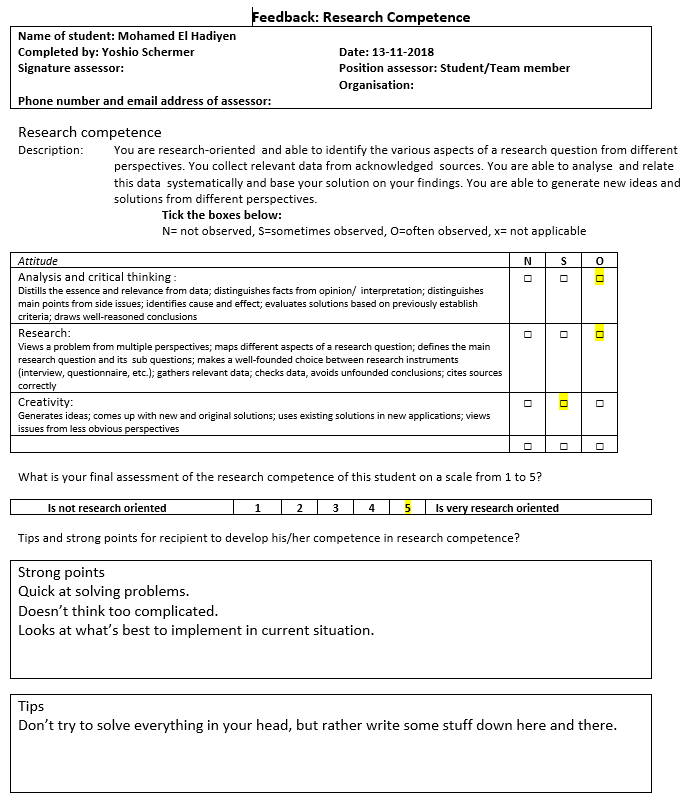 Feedback: Research Competence
Name of student: Mohamed El Hadiyen
Completed by: Yoshio Schermer Date: 13-11-2018
Signature assessor: Position assessor: Student/Team member
Organisation:
Phone number and email address of assessor:
Research competence
Description: You are research-oriented and able to identify the various aspects of a research question from different
perspectives. You collect relevant data from acknowledged sources. You are able to analyse and relate
this data systematically and base your solution on your findings. You are able to generate new ideas and
solutions from different perspectives.
Tick the boxes below:
N= not observed, S=sometimes observed, O=often observed, x= not applicable
Attitude N S O
Analysis and critical thinking : □ □ □
Distills the essence and relevance from data; distinguishes facts from opinion/ interpretation; distinguishes
main points from side issues; identifies cause and effect; evaluates solutions based on previously establish
criteria; draws well-reasoned conclusions
Research: □ □ □
Views a problem from multiple perspectives; maps different aspects of a research question; defines the main
research question and its sub questions; makes a well-founded choice between research instruments
(interview, questionnaire, etc.); gathers relevant data; checks data, avoids unfounded conclusions; cites sources
correctly
Creativity: □ □ □
Generates ideas; comes up with new and original solutions; uses existing solutions in new applications; views
issues from less obvious perspectives
□ □ □
What is your final assessment of the research competence of this student on a scale from 1 to 5?
Is not research oriented 1 2 3 4 5 Is very research oriented
Tips and strong points for recipient to develop his/her competence in research competence?
Strong points
Quick at solving problems.
Doesn't think too complicated.
Looks at what's best to implement in current situation.
Tips
Don't try to solve everything in your head, but rather write some stuff down here and there.